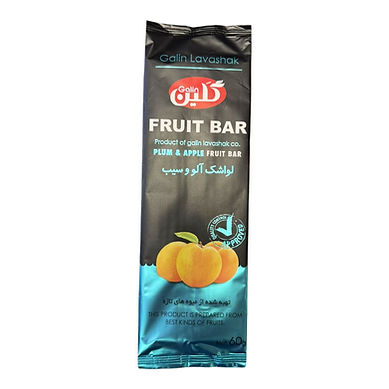 Galin Lavashak
Galin
گلین
FRUIT BAR
Product of galin lavashak co.
PLUM & APPLE FRUIT BAR
لواشک آلو و سیب
APPROVED
تهیه شده از میوه های تازه
THIS PRODUCT IS PREPARED FROM
BEST KINDS OF FRUITS.
60g